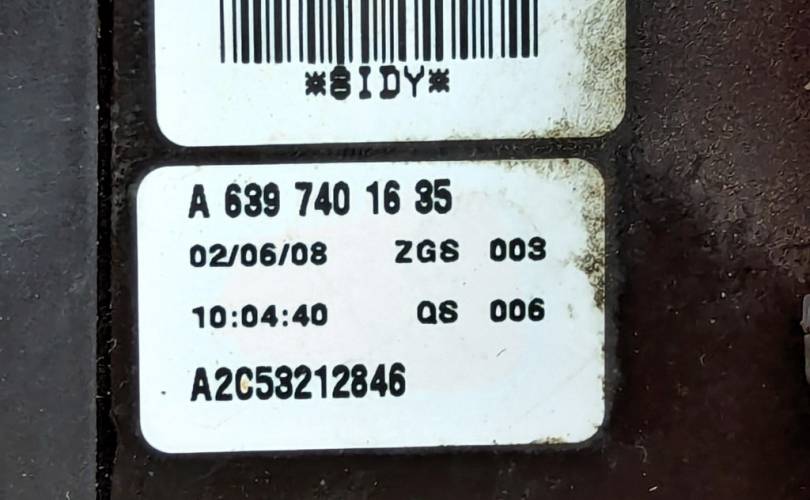 *8IDY*
A 639 740 16 35
02/06/08 ZGS 003
10:04:40 QS 006
A2C53212846